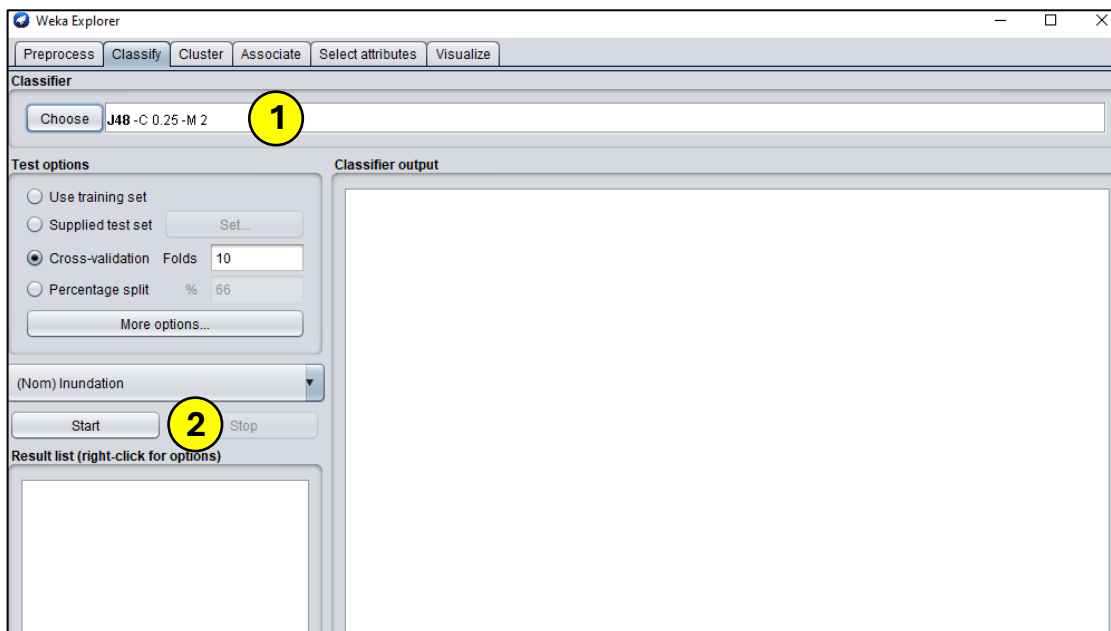 Weka Explorer
Preprocess Classify Cluster Associate Select attributes Visualize
Classifier
Choose J48 -C 0.25 -M 2 1
Test options
Use training set
Supplied test set Set...
Cross-validation Folds 10
Percentage split % 66
More options...
(Nom) Inundation
Start 2 Stop
Result list (right-click for options)
Classifier output